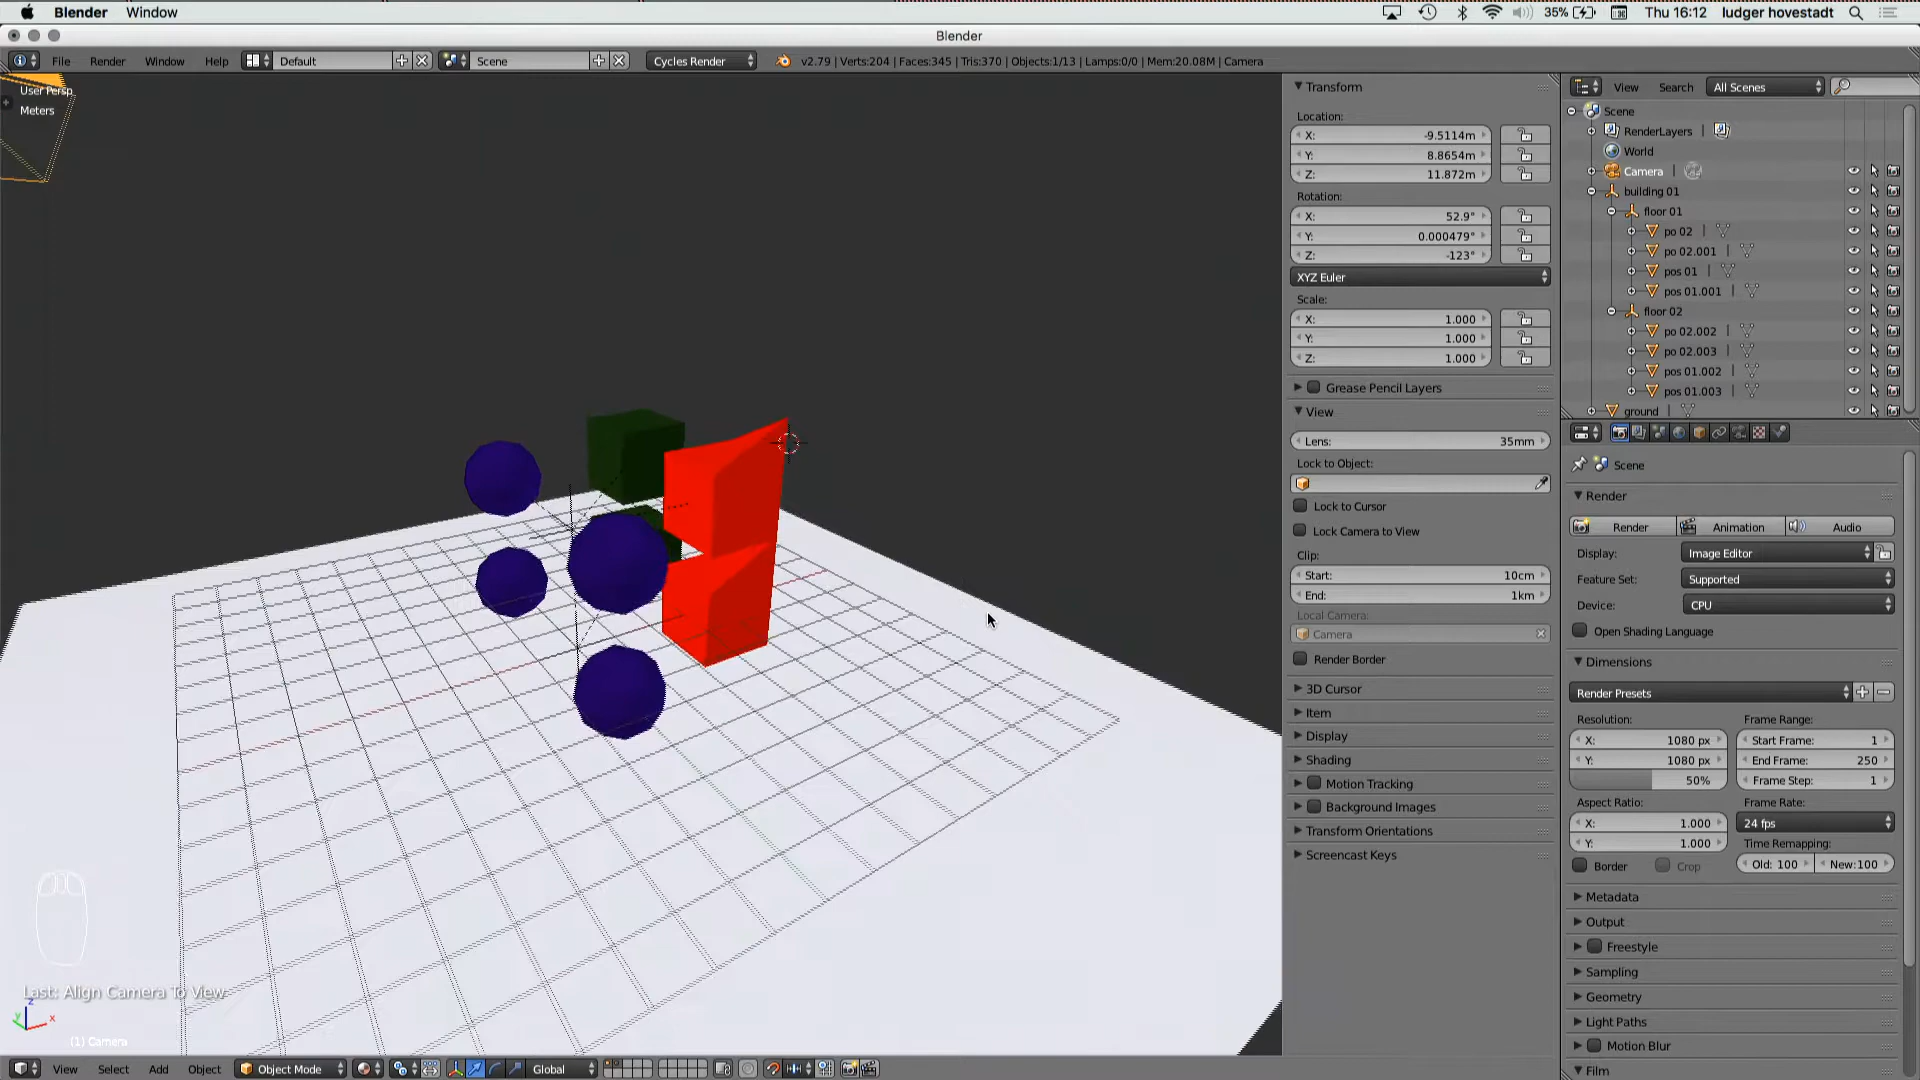 Blender Window 35% Thu 16:12 ludger hovestadt
Blender
File Render Window Help Default Scene Cycles Render v2.79 | Verts:204 | Faces:345 | Tris:370 | Objects:1/13 | Lamps:0/0 | Mem:20.08M | Camera
User Persp
Meters
Transform
Location:
X: -9.5114m
Y: 8.8654m
Z: 11.872m
Rotation:
X: 52.9°
Y: 0.000479°
Z: -123°
XYZ Euler
Scale:
X: 1.000
Y: 1.000
Z: 1.000
Grease Pencil Layers
View
Lens: 35mm
Lock to Object:
Lock to Cursor
Lock Camera to View
Clip:
Start: 10cm
End: 1km
Local Camera:
Camera
Render Border
3D Cursor
Item
Display
Shading
Motion Tracking
Background Images
Transform Orientations
Screencast Keys
View Search All Scenes
Scene
RenderLayers |
World
Camera |
building 01
floor 01
po 02 |
po 02.001 |
pos 01 |
pos 01.001 |
floor 02
po 02.002 |
po 02.003 |
pos 01.002 |
pos 01.003 |
ground |
Scene
Render
Render Animation Audio
Display: Image Editor
Feature Set: Supported
Device: CPU
Open Shading Language
Dimensions
Render Presets
Resolution: Frame Range:
X: 1080 px Start Frame: 1
Y: 1080 px End Frame: 250
50% Frame Step: 1
Aspect Ratio: Frame Rate:
X: 1.000 24 fps
Y: 1.000 Time Remapping:
Border Crop Old: 100 New:100
Metadata
Output
Freestyle
Sampling
Geometry
Light Paths
Motion Blur
Film
Last: Align Camera To View
z
y x
(1) Camera
View Select Add Object Object Mode Global